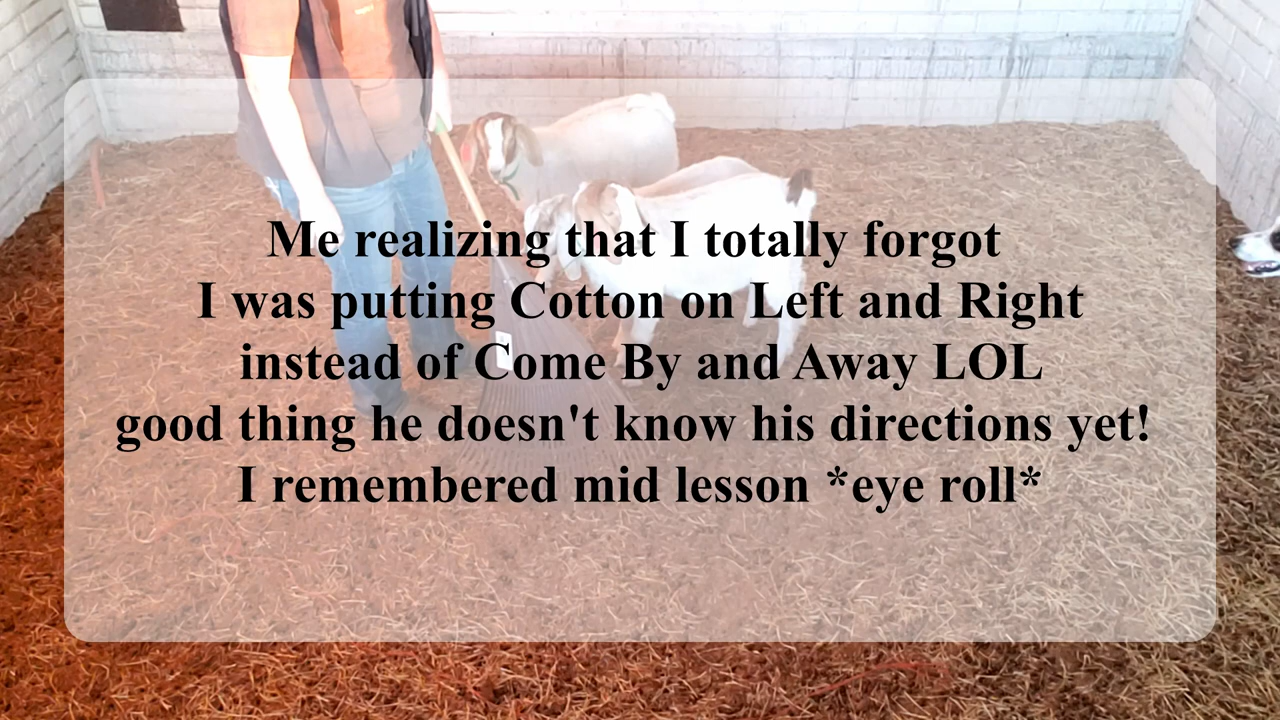 Me realizing that I totally forgot
I was putting Cotton on Left and Right
instead of Come By and Away LOL
good thing he doesn't know his directions yet!
I remembered mid lesson *eye roll*